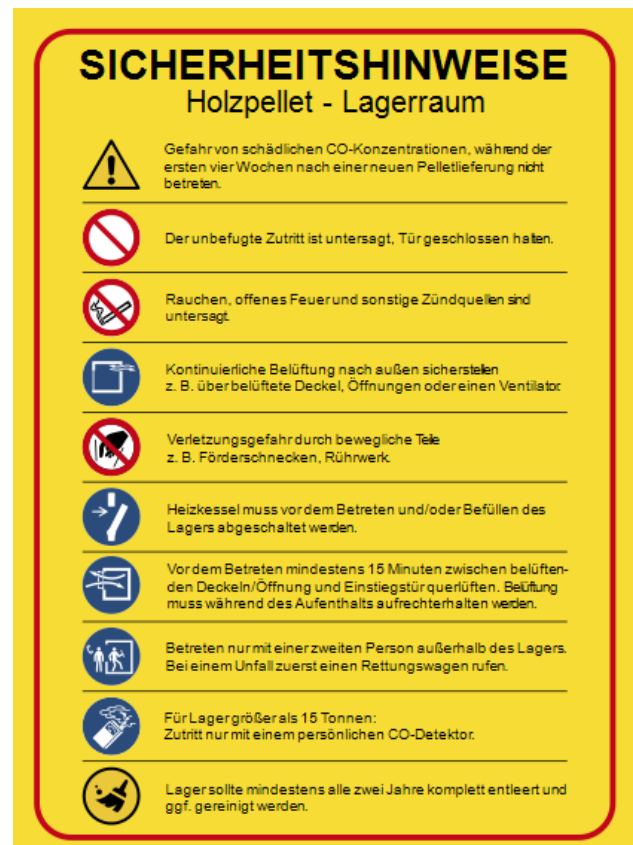 SICHERHEITSHINWEISE
Holzpellet - Lagerraum
Gefahr von schädlichen CO-Konzentrationen, während der
ersten vier Wochen nach einer neuen Pelletlieferung nicht
betreten.
Der unbefugte Zutritt ist untersagt, Tür geschlossen halten.
Rauchen, offenes Feuer und sonstige Zündquellen sind
untersagt.
Kontinuierliche Belüftung nach außen sicherstellen
z. B. über belüftete Deckel, Öffnungen oder einen Ventilator.
Verletzungsgefahr durch bewegliche Teile
z. B. Förderschnecken, Rührwerk.
Heizkessel muss vor dem Betreten und/oder Befüllen des
Lagers abgeschaltet werden.
Vor dem Betreten mindestens 15 Minuten zwischen belüften-
den Deckeln/Öffnung und Einstiegstür querlüften. Belüftung
muss während des Aufenthalts aufrechterhalten werden.
Betreten nur mit einer zweiten Person außerhalb des Lagers.
Bei einem Unfall zuerst einen Rettungswagen rufen.
Für Lager größer als 15 Tonnen:
Zutritt nur mit einem persönlichen CO-Detektor.
Lager sollte mindestens alle zwei Jahre komplett entleert und
ggf. gereinigt werden.